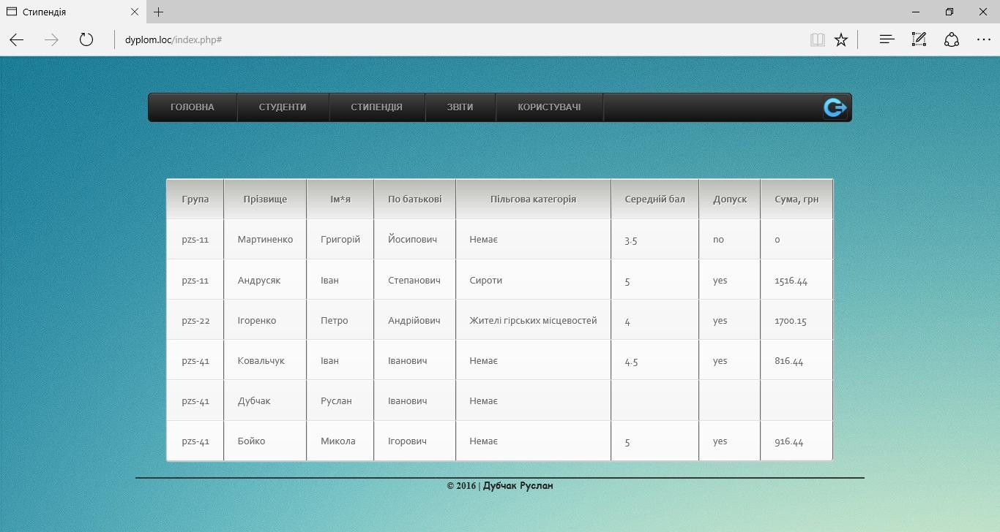 Стипендія
dyplom.loc/index.php#
ГОЛОВНА СТУДЕНТИ СТИПЕНДІЯ ЗВІТИ КОРИСТУВАЧІ
Група Прізвище Ім*я По батькові Пільгова категорія Середній бал Допуск Сума, грн
pzs-11 Мартиненко Григорій Йосипович Немає 3.5 no 0
pzs-11 Андрусяк Іван Степанович Сироти 5 yes 1516.44
pzs-22 Ігоренко Петро Андрійович Жителі гірських місцевостей 4 yes 1700.15
pzs-41 Ковальчук Іван Іванович Немає 4.5 yes 816.44
pzs-41 Дубчак Руслан Іванович Немає
pzs-41 Бойко Микола Ігорович Немає 5 yes 916.44
© 2016 | Дубчак Руслан